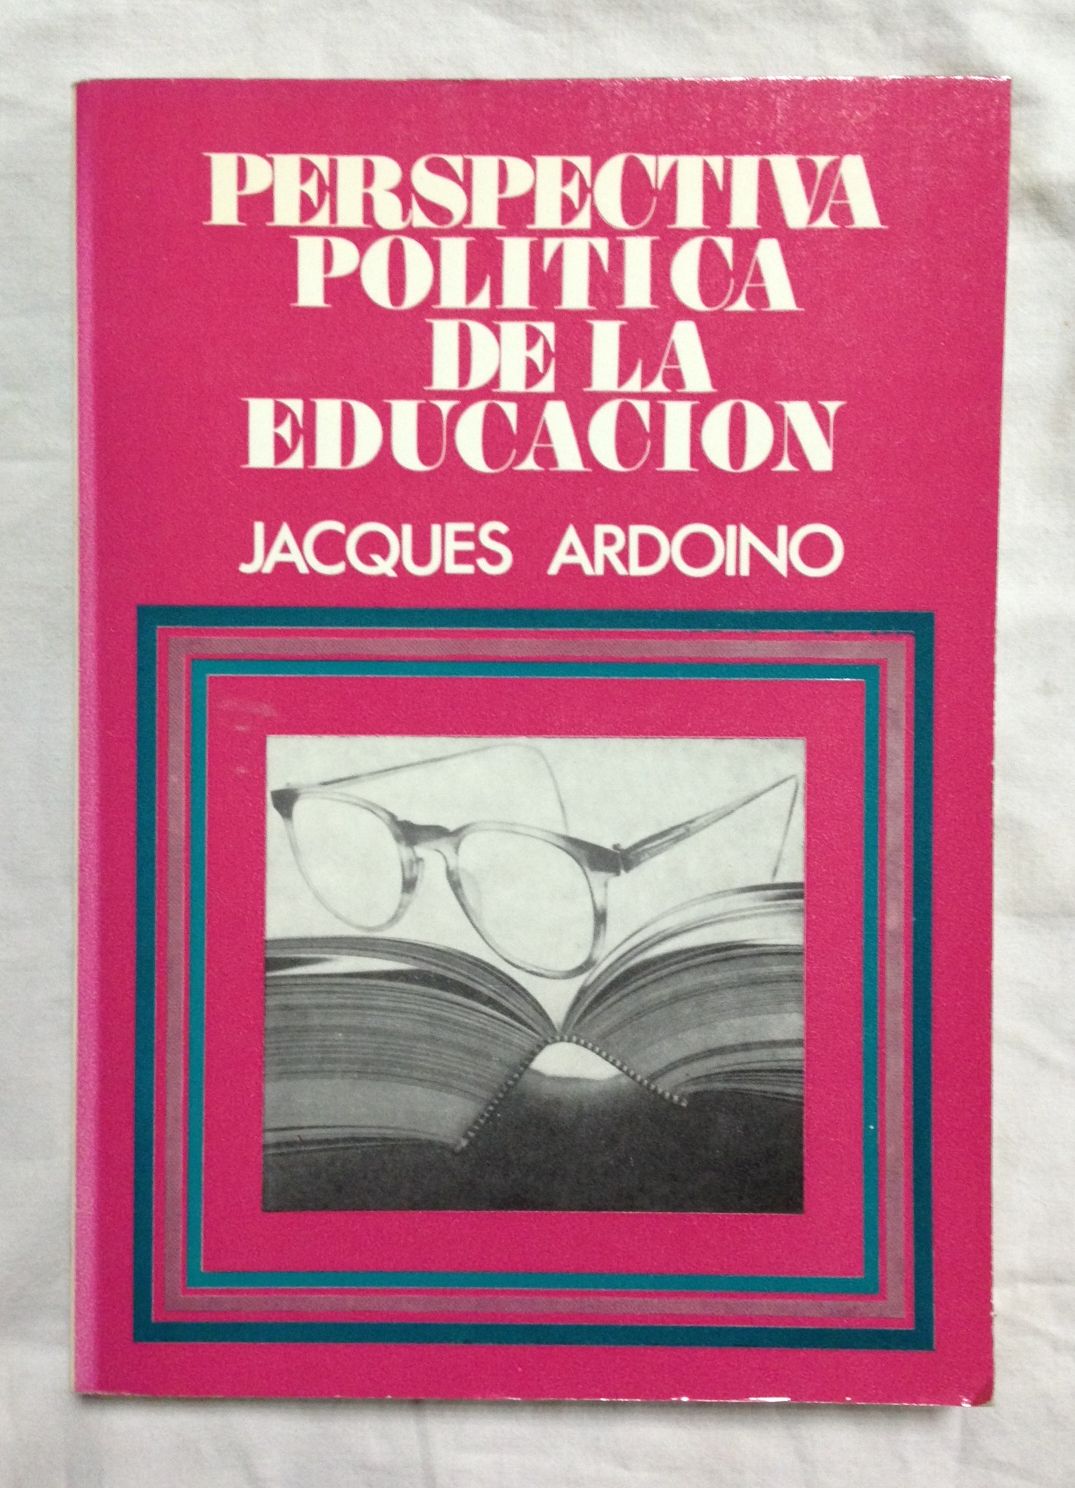 PERSPECTIVA
POLITICA
DE LA
EDUCACION
JACQUES ARDOINO